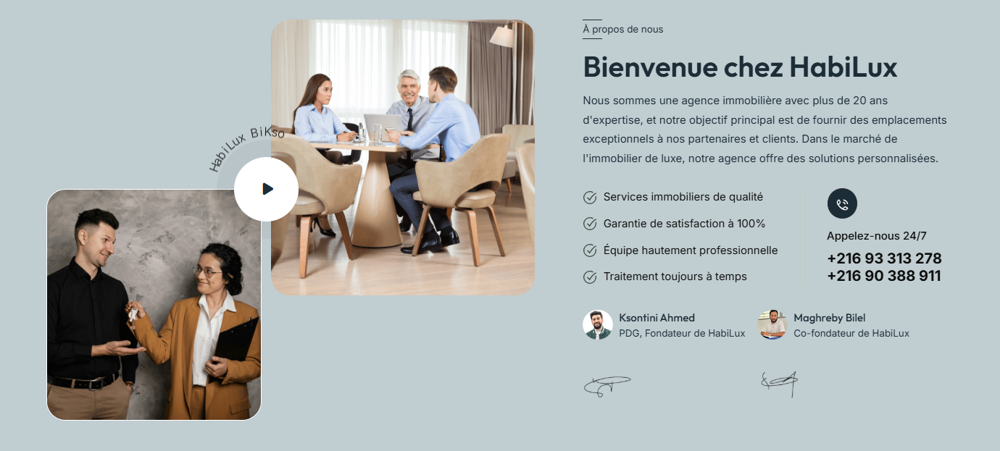 À propos de nous
Bienvenue chez HabiLux
Nous sommes une agence immobilière avec plus de 20 ans
d'expertise, et notre objectif principal est de fournir des emplacements
exceptionnels à nos partenaires et clients. Dans le marché de
l'immobilier de luxe, notre agence offre des solutions personnalisées.
HabiLux BiKso
Services immobiliers de qualité
Garantie de satisfaction à 100%
Équipe hautement professionnelle
Traitement toujours à temps
Appelez-nous 24/7
+216 93 313 278
+216 90 388 911
Ksontini Ahmed
PDG, Fondateur de HabiLux
Maghreby Bilel
Co-fondateur de HabiLux